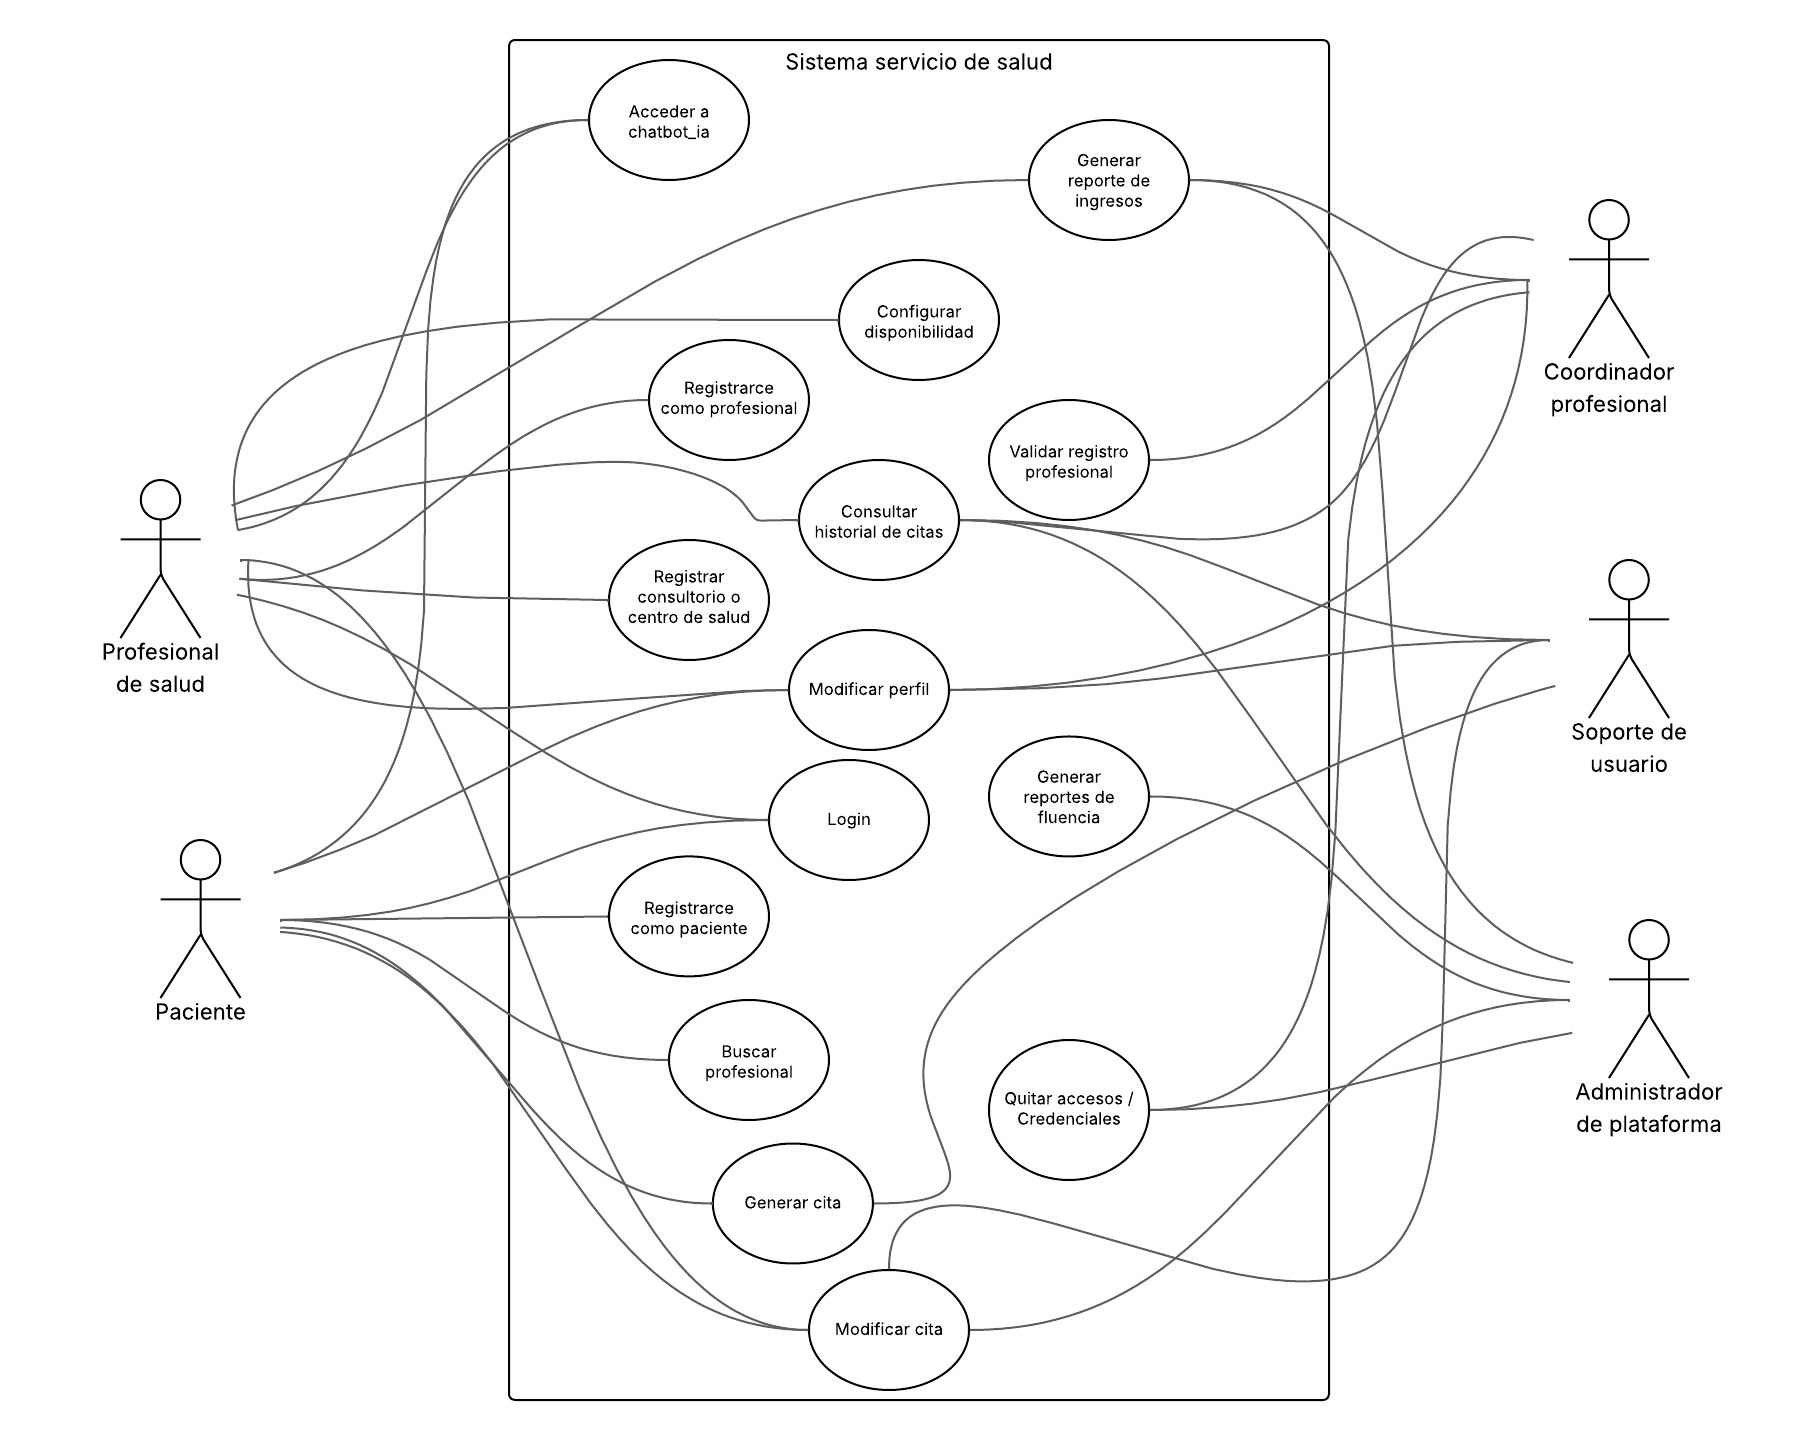 Sistema servicio de salud
Acceder a
chatbot_ia
Generar
reporte de
ingresos
Configurar
disponibilidad
Registrarce
como profesional
Validar registro
profesional
Consultar
historial de citas
Registrar
consultorio o
centro de salud
Modificar perfil
Generar
reportes de
fluencia
Login
Registrarce
como paciente
Buscar
profesional
Quitar accesos /
Credenciales
Generar cita
Modificar cita
Profesional
de salud
Paciente
Coordinador
profesional
Soporte de
usuario
Administrador
de plataforma